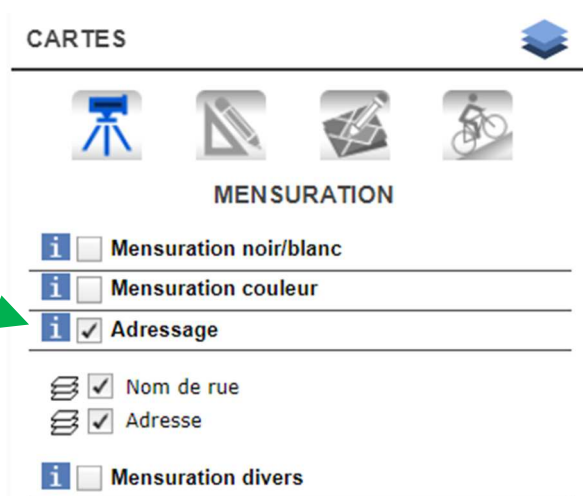 CARTES
MENSURATION
i Mensuration noir/blanc
i Mensuration couleur
i Adressage
Nom de rue
Adresse
i Mensuration divers